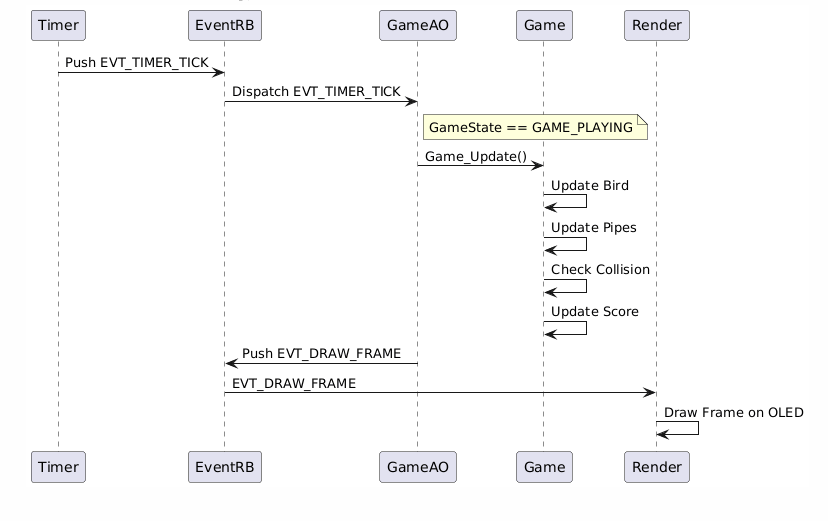 Timer EventRB GameAO Game Render
Push EVT_TIMER_TICK
Dispatch EVT_TIMER_TICK
GameState == GAME_PLAYING
Game_Update()
Update Bird
Update Pipes
Check Collision
Update Score
Push EVT_DRAW_FRAME
EVT_DRAW_FRAME
Draw Frame on OLED
Timer EventRB GameAO Game Render